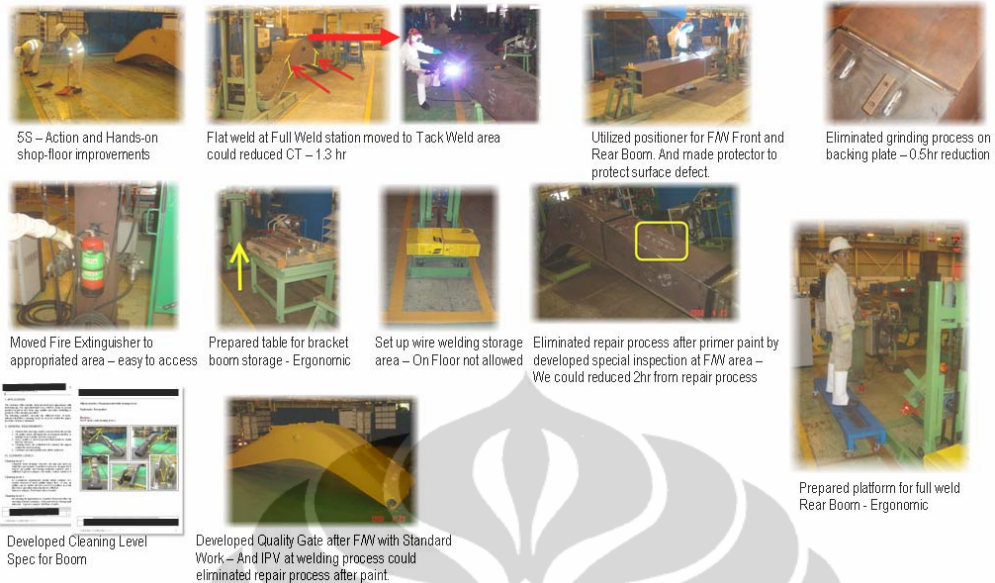 5S – Action and Hands-on
shop-floor improvements
Flat weld at Full Weld station moved to Tack Weld area
could reduced CT – 1.3 hr
Utilized positioner for F/W Front and
Rear Boom. And made protector to
protect surface defect.
Eliminated grinding process on
backing plate – 0.5hr reduction
Moved Fire Extinguisher to
appropriated area – easy to access
Prepared table for bracket
boom storage - Ergonomic
Set up wire welding storage
area – On Floor not allowed
Eliminated repair process after primer paint by
developed special inspection at F/W area –
We could reduced 2hr from repair process
Prepared platform for full weld
Rear Boom - Ergonomic
Developed Cleaning Level
Spec for Boom
Developed Quality Gate after F/W with Standard
Work – And IPV at welding process could
eliminated repair process after paint.